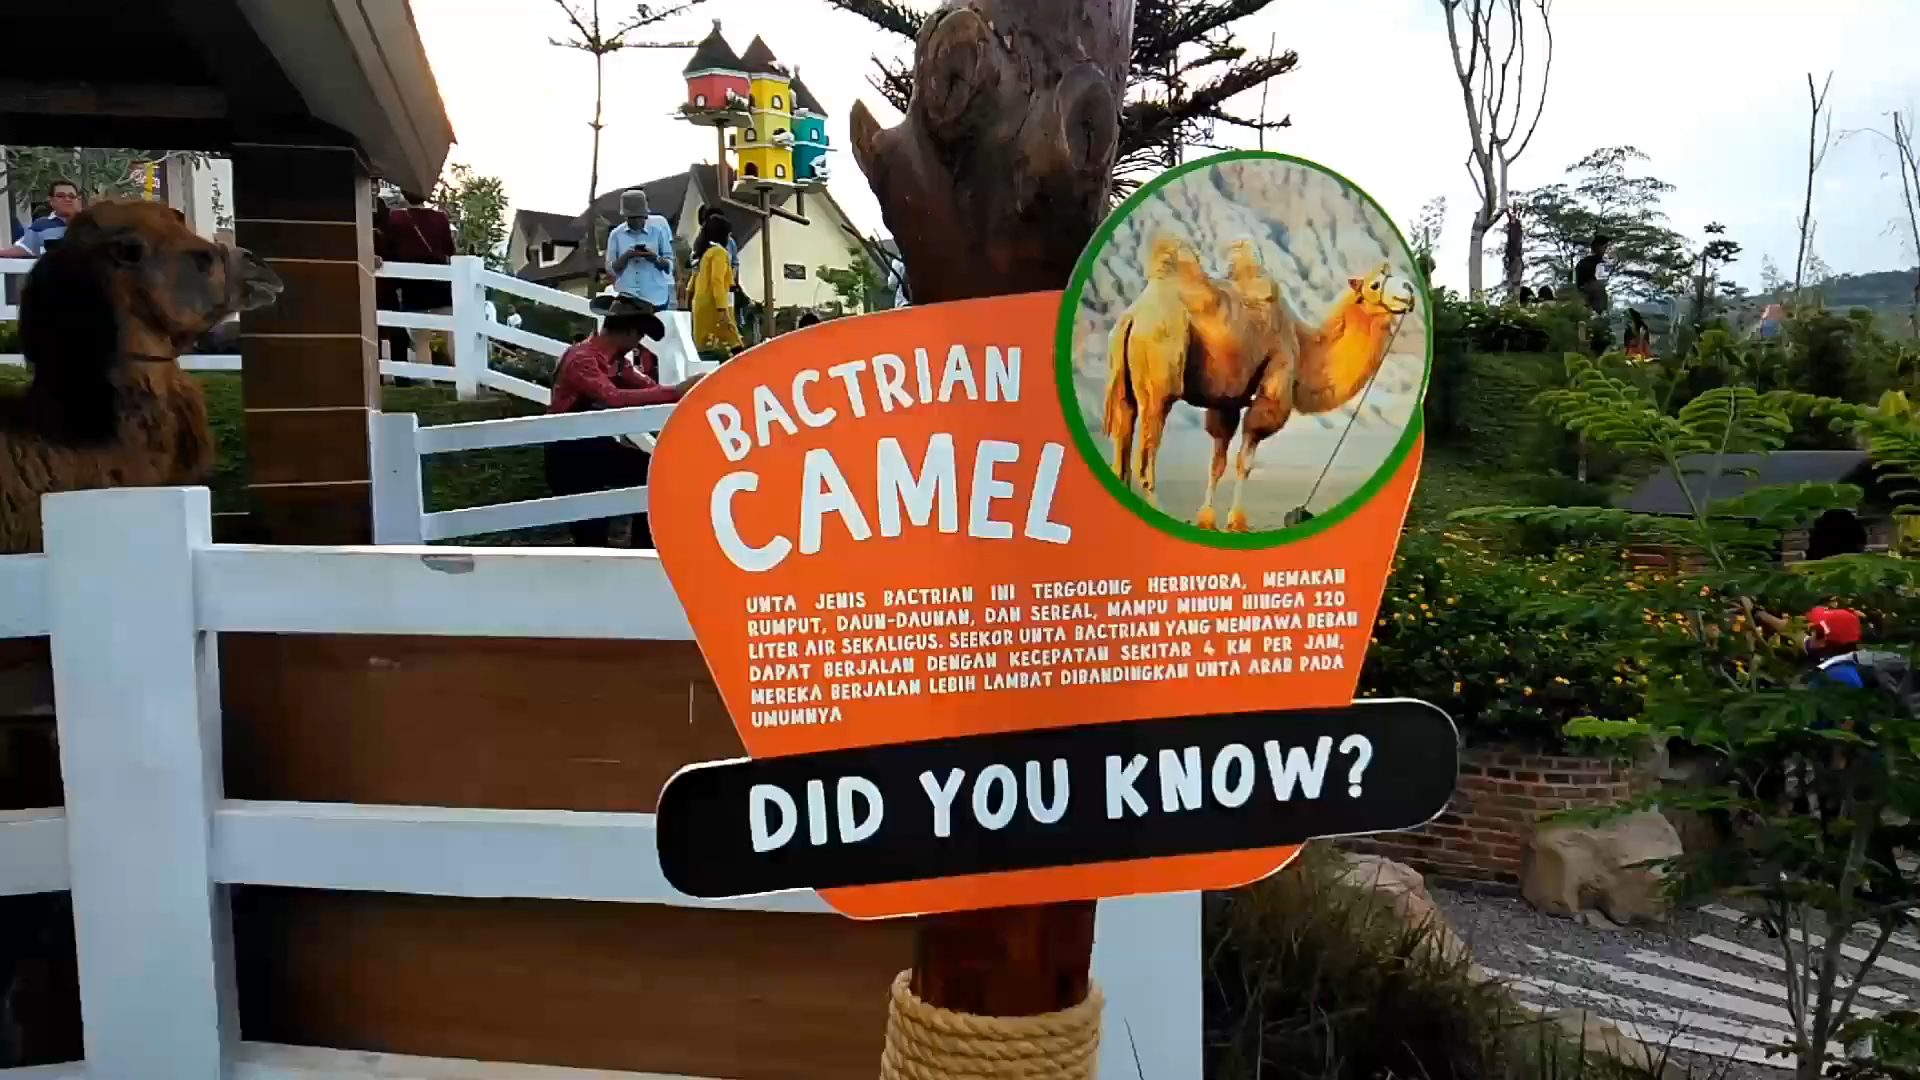 BACTRIAN
CAMEL
UNTA JENIS BACTRIAN INI TERGOLONG HERBIVORA, MEMAKAN
RUMPUT, DAUN-DAUNAN, DAN SEREAL, MAMPU MINUM HINGGA 120
LITER AIR SEKALIGUS. SEEKOR UNTA BACTRIAN YANG MEMBAWA BEBAN
DAPAT BERJALAN DENGAN KECEPATAN SEKITAR 4 KM PER JAM,
MEREKA BERJALAN LEBIH LAMBAT DIBANDINGKAN UNTA ARAB PADA
UMUMNYA
DID YOU KNOW?